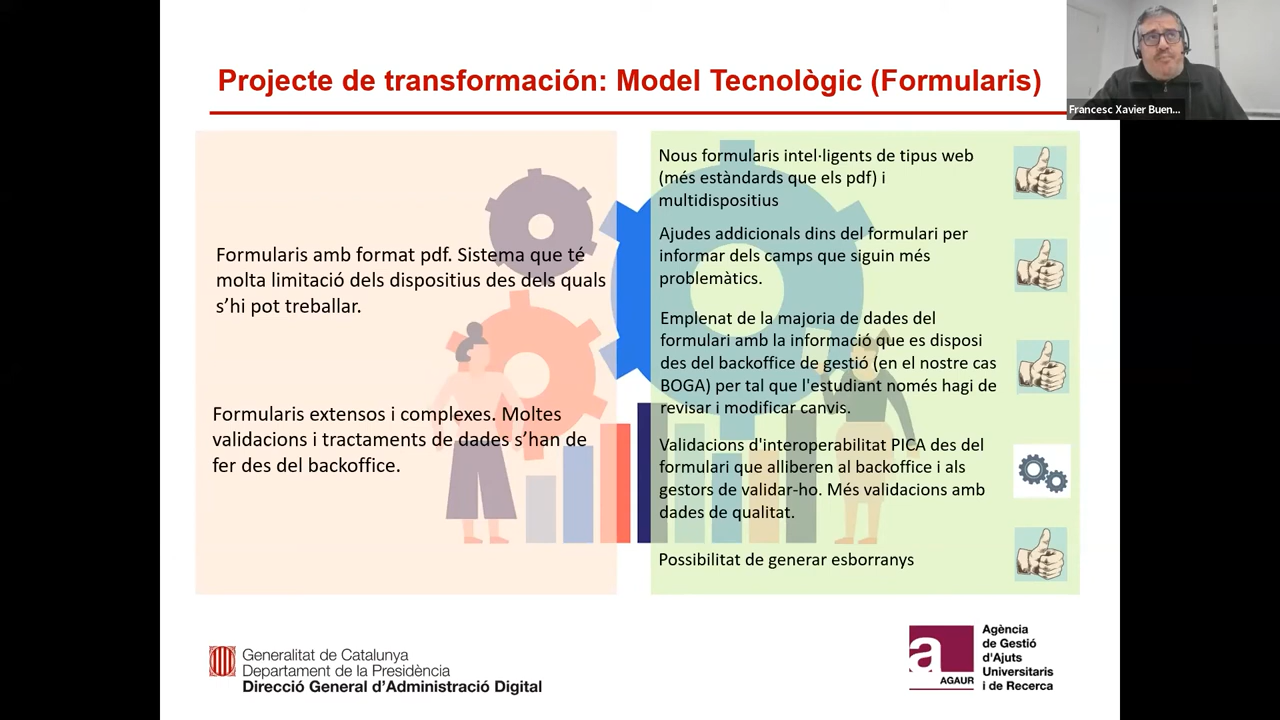 Projecte de transformación: Model Tecnològic (Formularis)
Francesc Xavier Buen...
Formularis amb format pdf. Sistema que té
molta limitació dels dispositius des dels quals
s'hi pot treballar.
Formularis extensos i complexes. Moltes
validacions i tractaments de dades s'han de
fer des del backoffice.
Nous formularis intel·ligents de tipus web
(més estàndards que els pdf) i
multidispositius
Ajudes addicionals dins del formulari per
informar dels camps que siguin més
problemàtics.
Emplenat de la majoria de dades del
formulari amb la informació que es disposi
des del backoffice de gestió (en el nostre cas
BOGA) per tal que l'estudiant només hagi de
revisar i modificar canvis.
Validacions d'interoperabilitat PICA des del
formulari que alliberen al backoffice i als
gestors de validar-ho. Més validacions amb
dades de qualitat.
Possibilitat de generar esborranys
Generalitat de Catalunya
Departament de la Presidència
Direcció General d'Administració Digital
a
AGAUR
Agència
de Gestió
d'Ajuts
Universitaris
i de Recerca